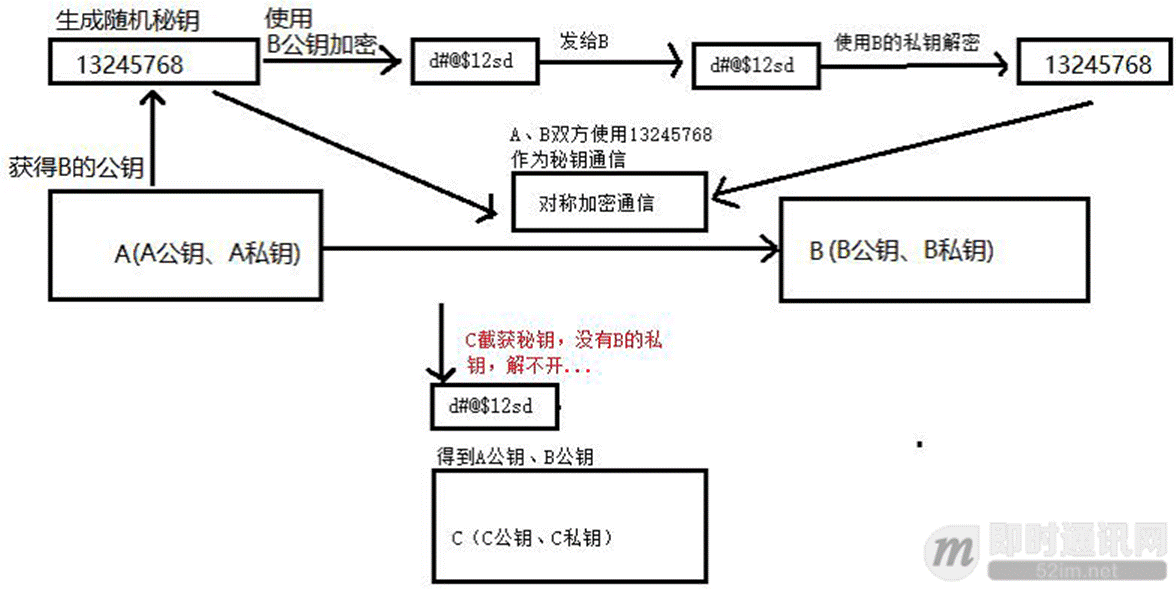 生成随机秘钥
使用
B公钥加密
发给B
使用B的私钥解密
13245768
d#@$12sd
d#@$12sd
13245768
A、B双方使用13245768
作为秘钥通信
获得B的公钥
对称加密通信
A(A公钥、A私钥)
B (B公钥、B私钥)
C截获秘钥，没有B的私
钥，解不开...
d#@$12sd
得到A公钥、B公钥
C（C公钥、C私钥）
m
即时通讯网
52im.net